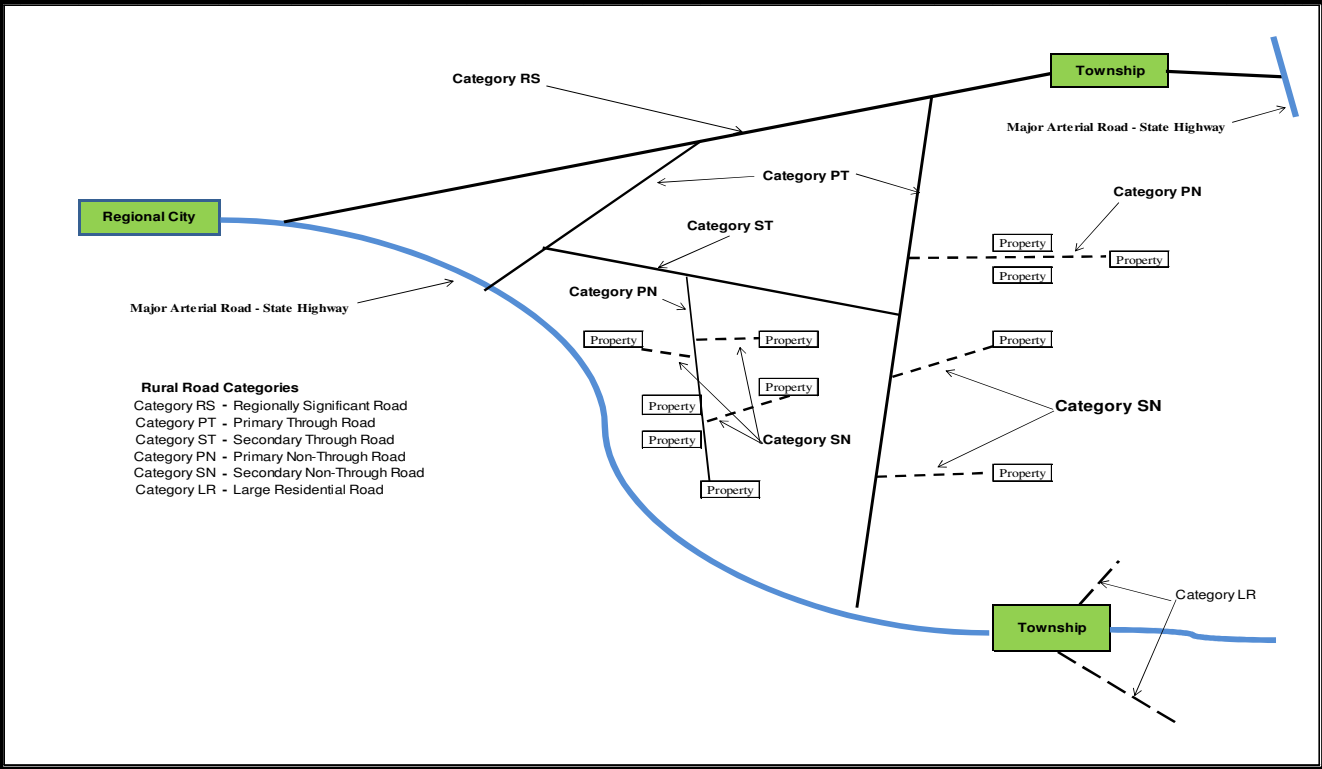 Category RS
Township
Major Arterial Road - State Highway
Category PT
Category PN
Regional City
Category ST
Property
Property
Property
Category PN
Major Arterial Road - State Highway
Property
Property
Property
Property
Property
Category SN
Property
Category SN
Property
Property
Rural Road Categories
Category RS - Regionally Significant Road
Category PT - Primary Through Road
Category ST - Secondary Through Road
Category PN - Primary Non-Through Road
Category SN - Secondary Non-Through Road
Category LR - Large Residential Road
Property
Category LR
Township